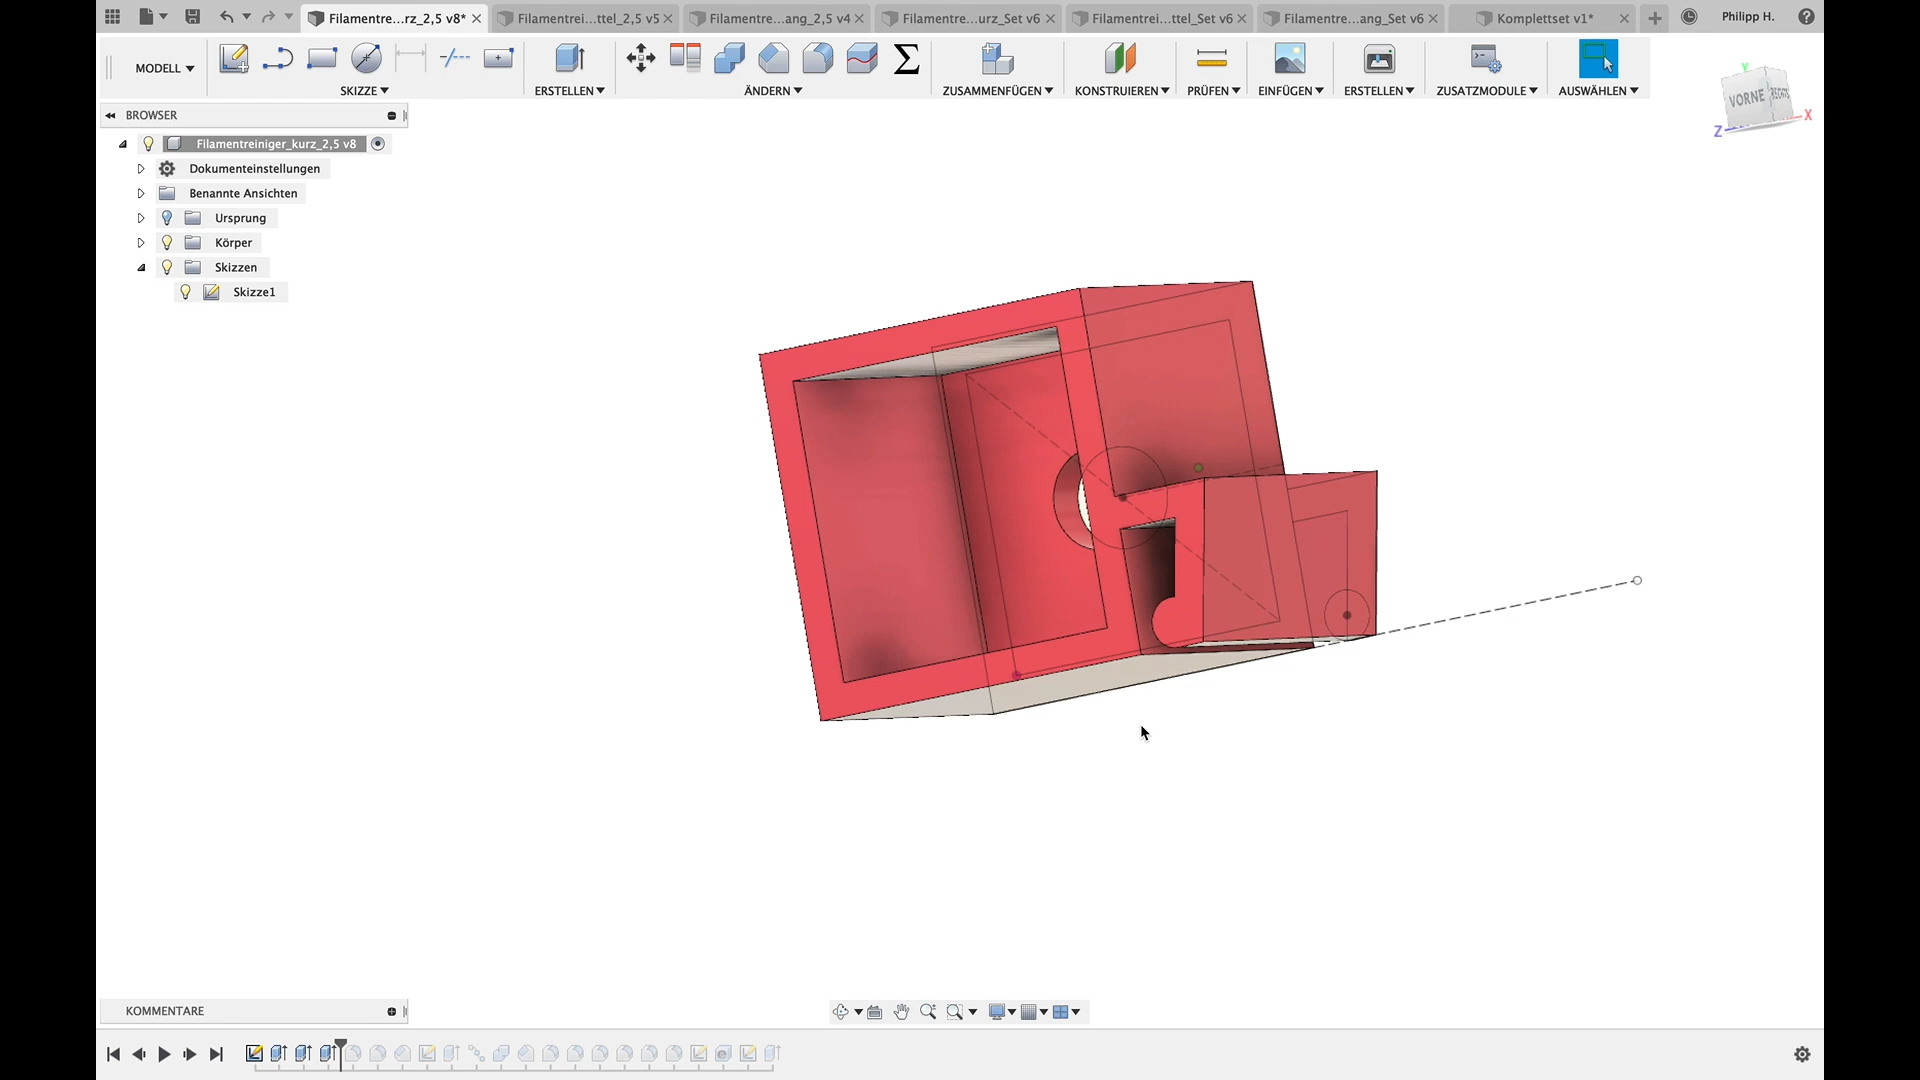 Filamentre...rz_2,5 v8*
Filamentrei...ttel_2,5 v5
Filamentre...ang_2,5 v4
Filamentre...urz_Set v6
Filamentrei...ttel_Set v6
Filamentre...ang_Set v6
Komplettset v1*
Philipp H.
MODELL
SKIZZE
ERSTELLEN
ÄNDERN
ZUSAMMENFÜGEN
KONSTRUIEREN
PRÜFEN
EINFÜGEN
ERSTELLEN
ZUSATZMODULE
AUSWÄHLEN
Y
VORNE
RECHTS
X
Z
BROWSER
Filamentreiniger_kurz_2,5 v8
Dokumenteinstellungen
Benannte Ansichten
Ursprung
Körper
Skizzen
Skizze1
KOMMENTARE